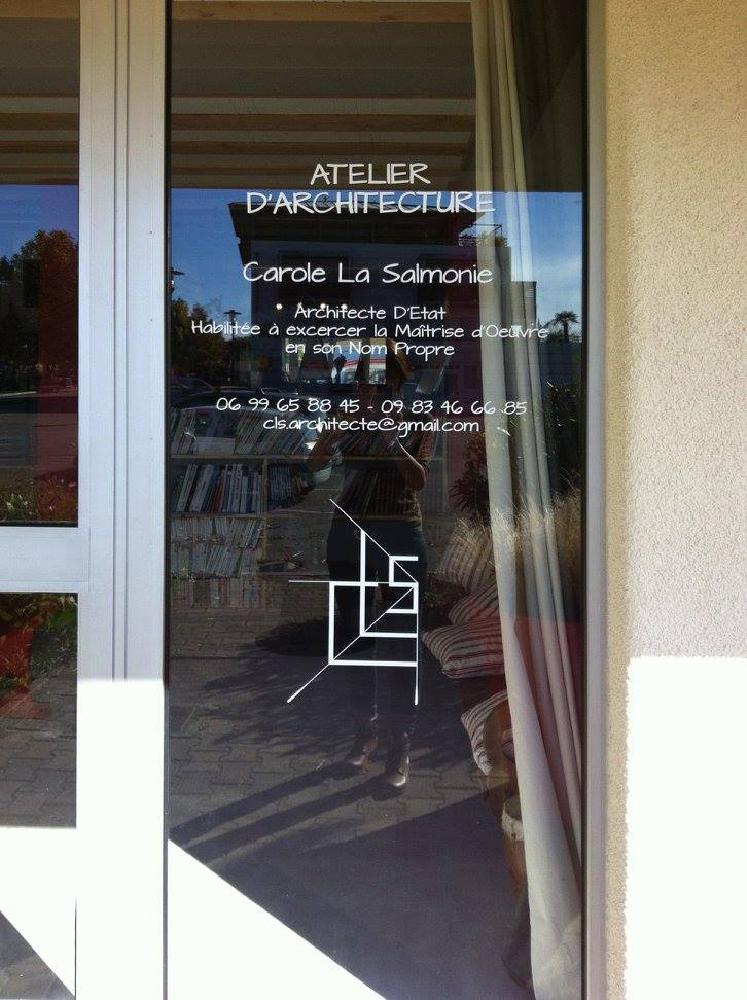 ATELIER
D'ARCHITECTURE
Carole La Salmonie
Architecte D'Etat
Habilitée à excercer la Maîtrise d'Oeuvre
en son Nom Propre
06 99 65 88 45 - 09 83 46 66 85
cls.architecte@gmail.com